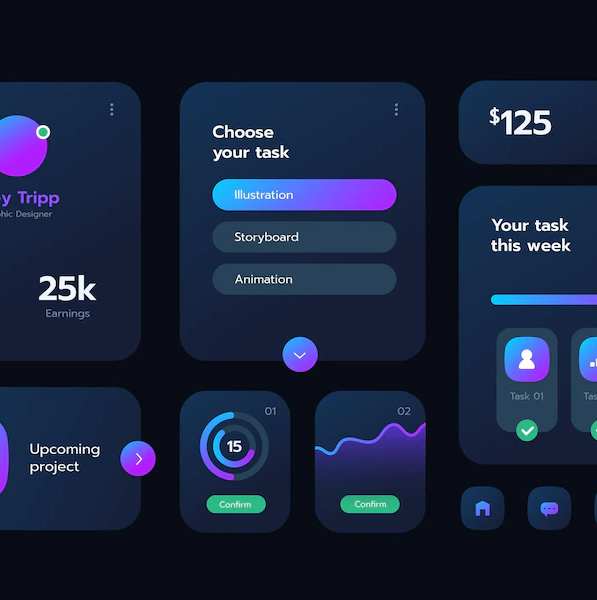 y Tripp
hic Designer
25k
Earnings
Choose
your task
Illustration
Storyboard
Animation
$125
Your task
this week
Task 01
Tas
Upcoming
project
01
15
Confirm
02
Confirm